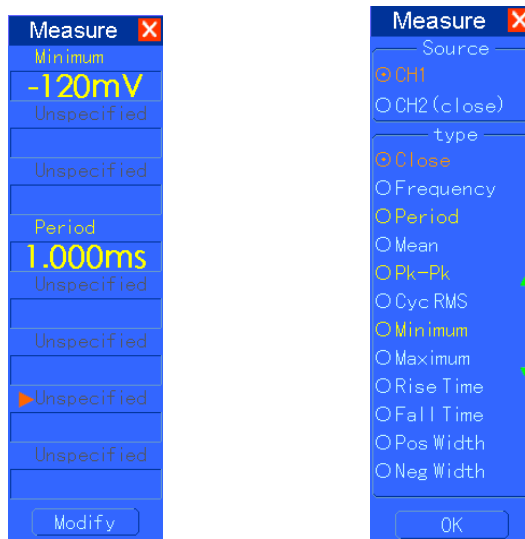 Measure X
Minimum
-120mV
Unspecified
Unspecified
Period
1.000ms
Unspecified
Unspecified
Unspecified
Unspecified
Modify
Measure X
Source
CH1
CH2(close)
type
Close
Frequency
Period
Mean
Pk-Pk
Cyc RMS
Minimum
Maximum
Rise Time
Fall Time
Pos Width
Neg Width
OK